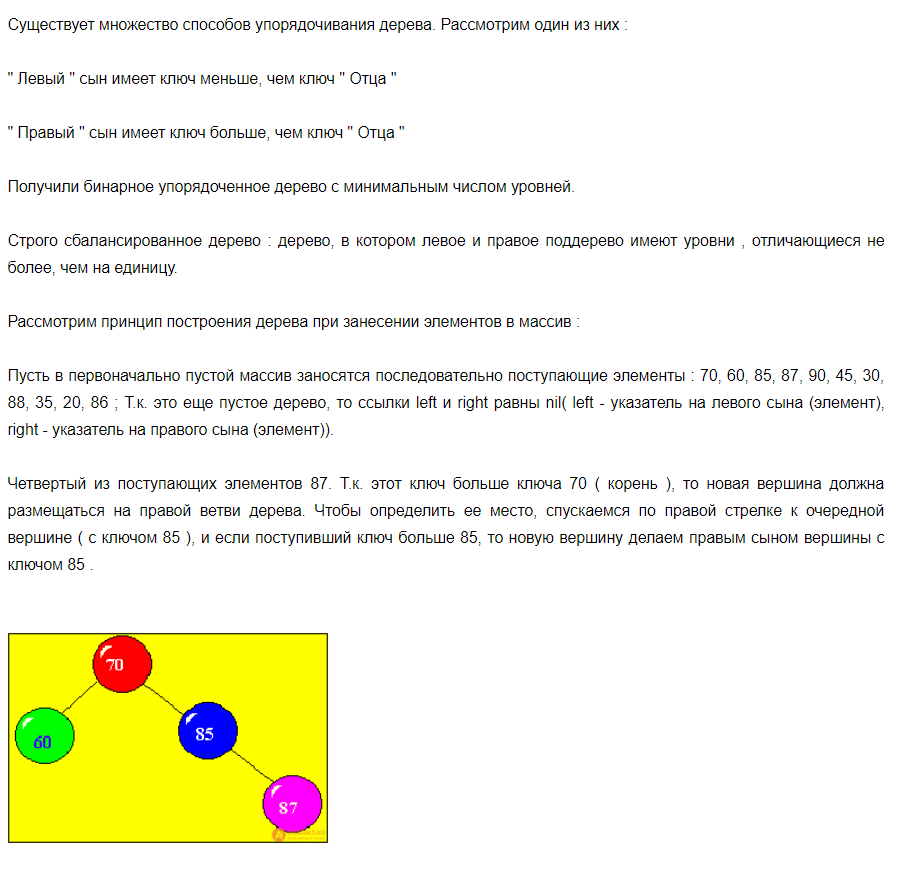 Существует множество способов упорядочивания дерева. Рассмотрим один из них :
" Левый " сын имеет ключ меньше, чем ключ " Отца "
" Правый " сын имеет ключ больше, чем ключ " Отца "
Получили бинарное упорядоченное дерево с минимальным числом уровней.
Строго сбалансированное дерево : дерево, в котором левое и правое поддерево имеют уровни , отличающиеся не
более, чем на единицу.
Рассмотрим принцип построения дерева при занесении элементов в массив :
Пусть в первоначально пустой массив заносятся последовательно поступающие элементы : 70, 60, 85, 87, 90, 45, 30,
88, 35, 20, 86 ; Т.к. это еще пустое дерево, то ссылки left и right равны nil( left - указатель на левого сына (элемент),
right - указатель на правого сына (элемент)).
Четвертый из поступающих элементов 87. Т.к. этот ключ больше ключа 70 ( корень ), то новая вершина должна
размещаться на правой ветви дерева. Чтобы определить ее место, спускаемся по правой стрелке к очередной
вершине ( с ключом 85 ), и если поступивший ключ больше 85, то новую вершину делаем правым сыном вершины с
ключом 85 .
70
60
85
87